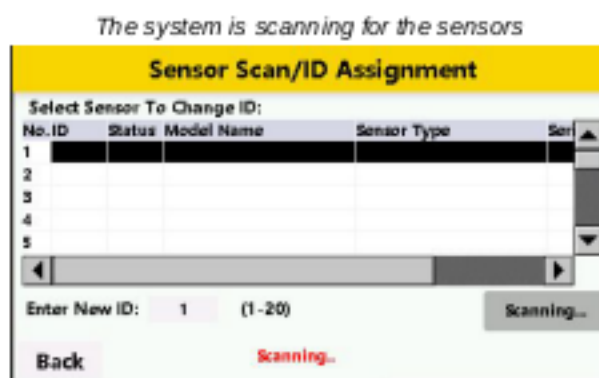 The system is scanning for the sensors
Sensor Scan/ID Assignment
Select Sensor To Change ID:
No. ID Status Model Name Sensor Type Seri
1
2
3
4
5
Enter New ID: 1 (1-20) Scanning...
Back Scanning..